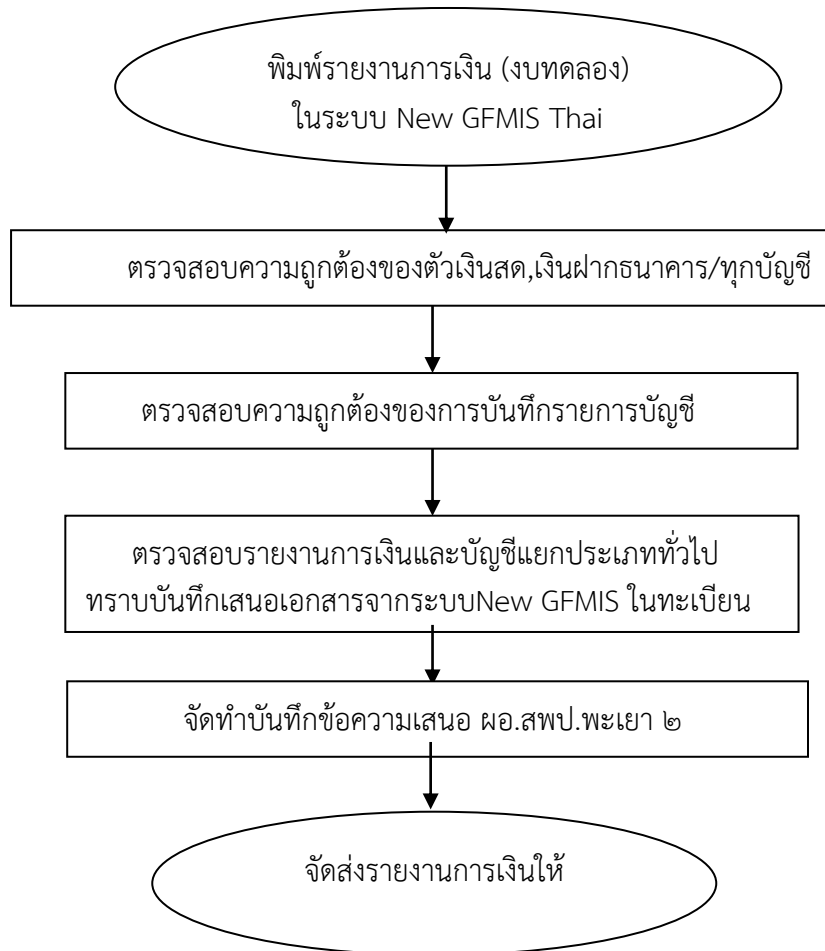 พิมพ์รายงานการเงิน (งบทดลอง)
ในระบบ New GFMIS Thai
ตรวจสอบความถูกต้องของตัวเงินสด,เงินฝากธนาคาร/ทุกบัญชี
ตรวจสอบความถูกต้องของการบันทึกรายการบัญชี
ตรวจสอบรายงานการเงินและบัญชีแยกประเภททั่วไป
ทราบบันทึกเสนอเอกสารจากระบบNew GFMIS ในทะเบียน
จัดทำบันทึกข้อความเสนอ ผอ.สพป.พะเยา ๒
จัดส่งรายงานการเงินให้